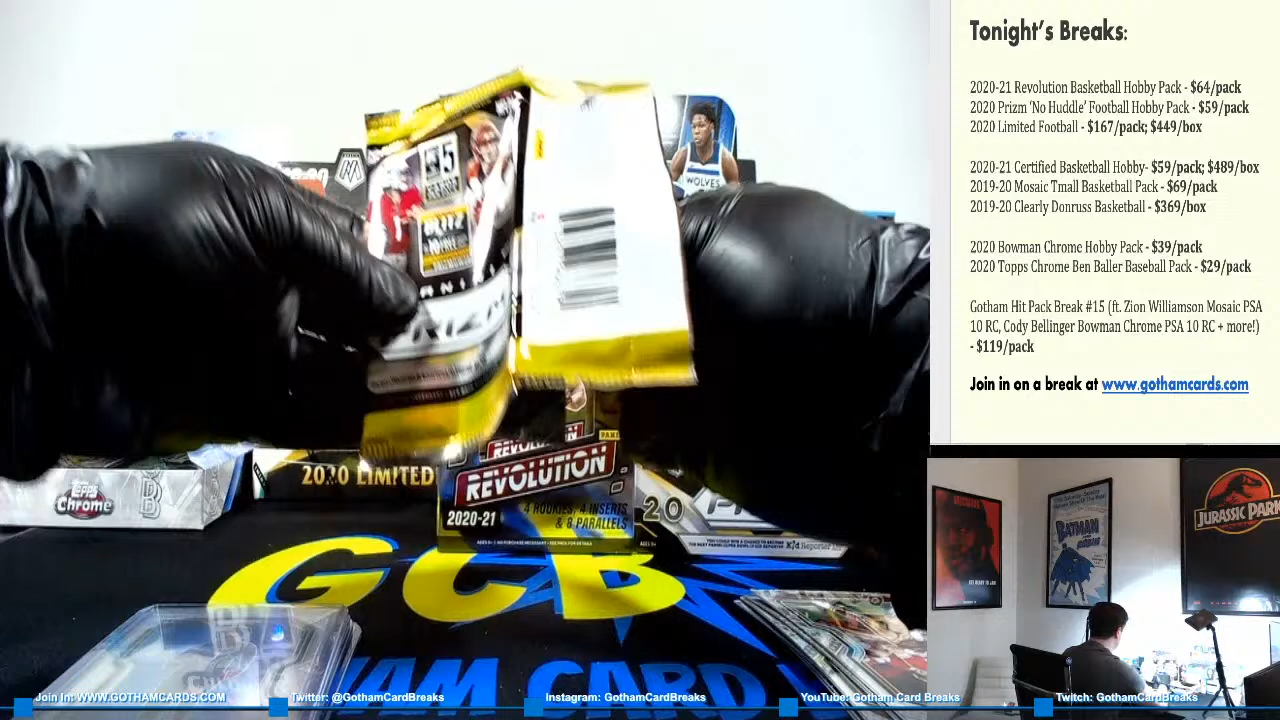 Tonight's Breaks:
2020-21 Revolution Basketball Hobby Pack - $64/pack
2020 Prizm 'No Huddle' Football Hobby Pack - $59/pack
2020 Limited Football - $167/pack; $449/box
2020-21 Certified Basketball Hobby- $59/pack; $489/box
2019-20 Mosaic Tmall Basketball Pack - $69/pack
2019-20 Clearly Donruss Basketball - $369/box
2020 Bowman Chrome Hobby Pack - $39/pack
2020 Topps Chrome Ben Baller Baseball Pack - $29/pack
Gotham Hit Pack Break #15 (ft. Zion Williamson Mosaic PSA
10 RC, Cody Bellinger Bowman Chrome PSA 10 RC + more!)
- $119/pack
Join in on a break at www.gothamcards.com
WOLVES
15
2020 LIMITED
Topps
Chrome
REVOLUTION
REVOLUTION
2020-21
4 ROOKIES, 4 INSERTS
& 8 PARALLELS
20
GCB
CARD
JURASSIC PARK
BATMAN
Join In: WWW.GOTHAMCARDS.COM
Twitter: @GothamCardBreaks
Instagram: GothamCardBreaks
YouTube: Gotham Card Breaks
Twitch: GothamCardBreaks